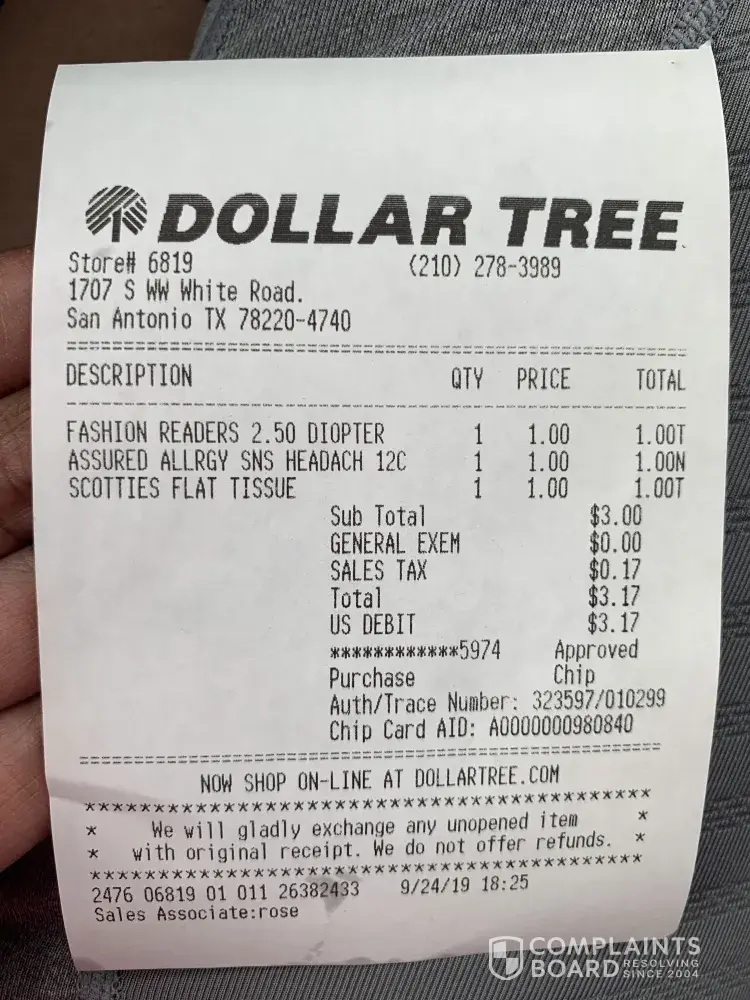 DOLLAR TREE
Store# 6819 (210) 278-3989
1707 S WW White Road.
San Antonio TX 78220-4740
DESCRIPTION QTY PRICE TOTAL
FASHION READERS 2.50 DIOPTER 1 1.00 1.00T
ASSURED ALLRGY SNS HEADACH 12C 1 1.00 1.00N
SCOTTIES FLAT TISSUE 1 1.00 1.00T
Sub Total $3.00
GENERAL EXEM $0.00
SALES TAX $0.17
Total $3.17
US DEBIT $3.17
************5974 Approved
Purchase Chip
Auth/Trace Number: 323597/010299
Chip Card AID: A0000000980840
NOW SHOP ON-LINE AT DOLLARTREE.COM
* We will gladly exchange any unopened item *
* with original receipt. We do not offer refunds. *
2476 06819 01 011 26382433 9/24/19 18:25
Sales Associate:rose
COMPLAINTS
BOARD RESOLVING
SINCE 2004